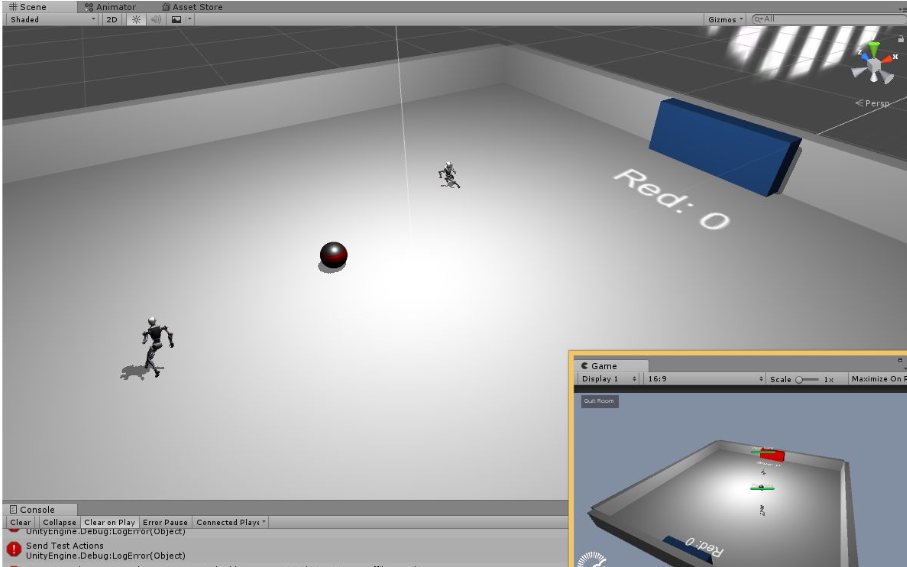 Scene Animator Asset Store
Shaded 2D Gizmos All
Persp
Red: 0
Game
Display 1 16:9 Scale 1x Maximize On P
Quit Room
Red: 0
Console
Clear Collapse Clear on Play Error Pause Connected Playe
UnityEngine.Debug:LogError(Object)
Send Test Actions
UnityEngine.Debug:LogError(Object)